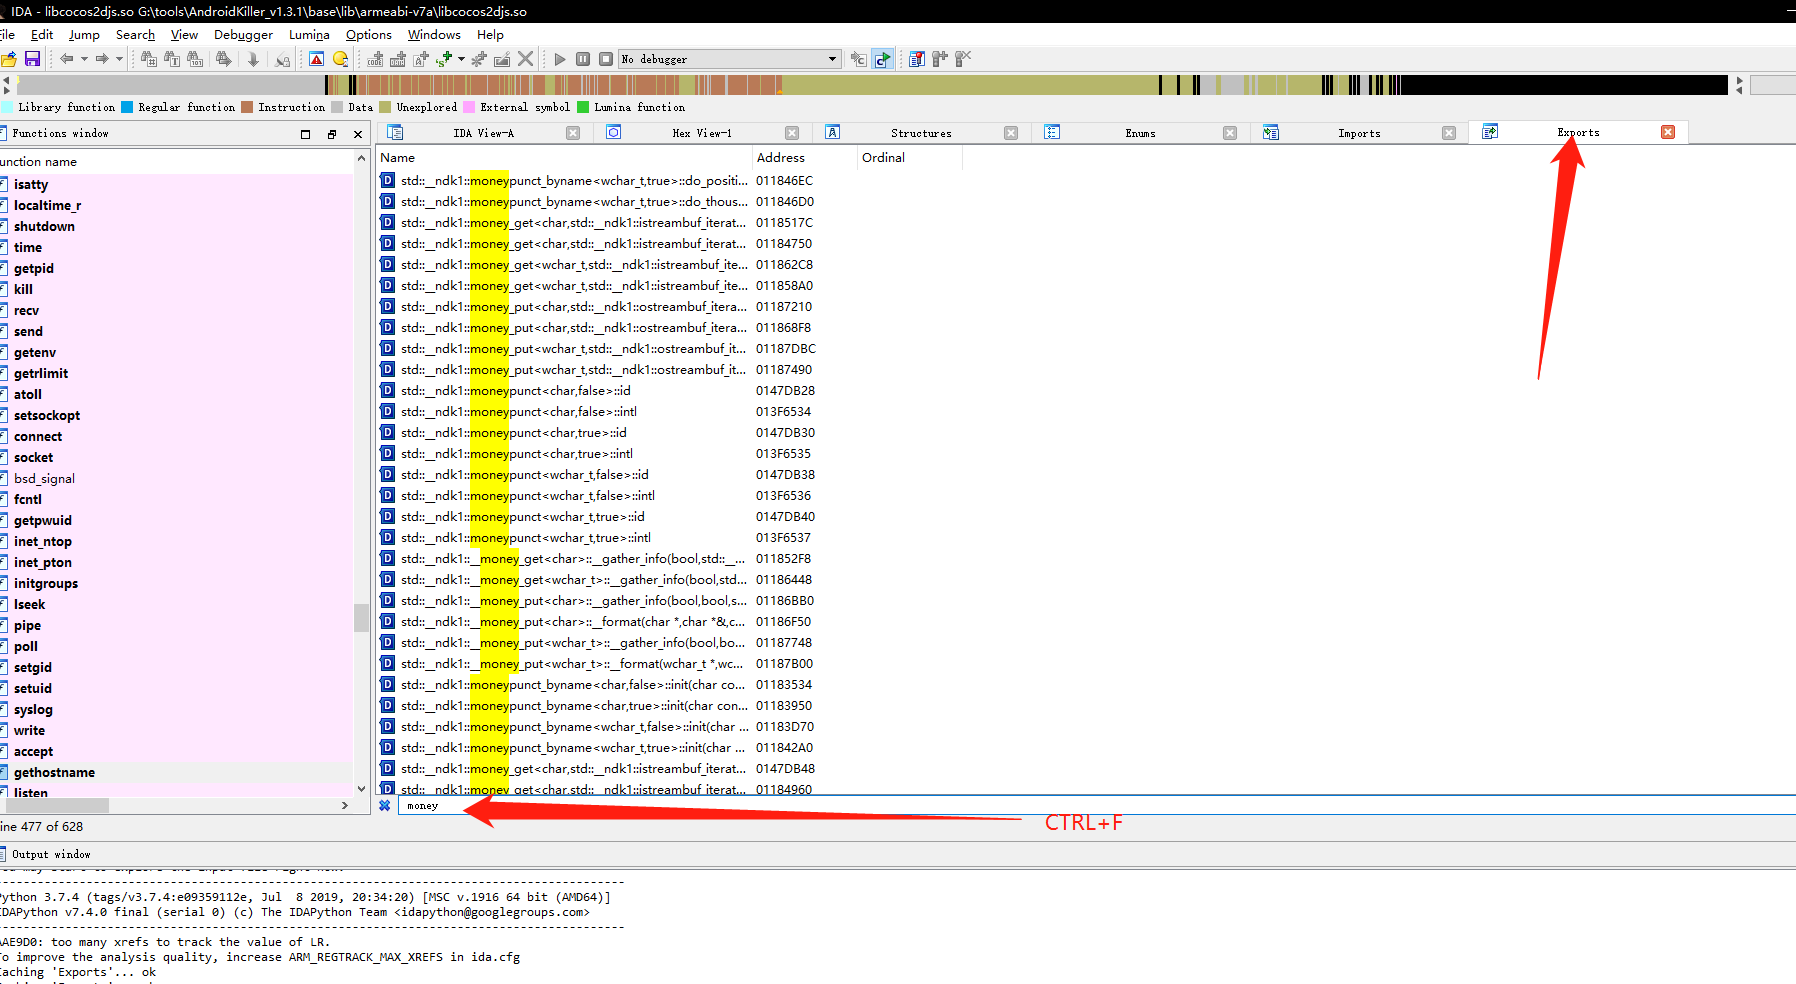 IDA - libcocos2djs.so G:\tools\AndroidKiller_v1.3.1\base\lib\armeabi-v7a\libcocos2djs.so
File Edit Jump Search View Debugger Lumina Options Windows Help
No debugger
Library function Regular function Instruction Data Unexplored External symbol Lumina function
Functions window
IDA View-A Hex View-1 Structures Enums Imports Exports
unction name
isatty
localtime_r
shutdown
time
getpid
kill
recv
send
getenv
getrlimit
atoll
setsockopt
connect
socket
bsd_signal
fcntl
getpwuid
inet_ntop
inet_pton
initgroups
lseek
pipe
poll
setgid
setuid
syslog
write
accept
gethostname
listen
ine 477 of 628
Name Address Ordinal
std::__ndk1::moneypunct_byname<wchar_t,true>::do_positi... 011846EC
std::__ndk1::moneypunct_byname<wchar_t,true>::do_thous... 011846D0
std::__ndk1::money_get<char,std::__ndk1::istreambuf_iterat... 0118517C
std::__ndk1::money_get<char,std::__ndk1::istreambuf_iterat... 01184750
std::__ndk1::money_get<wchar_t,std::__ndk1::istreambuf_ite... 011862C8
std::__ndk1::money_get<wchar_t,std::__ndk1::istreambuf_ite... 011858A0
std::__ndk1::money_put<char,std::__ndk1::ostreambuf_itera... 01187210
std::__ndk1::money_put<char,std::__ndk1::ostreambuf_itera... 011868F8
std::__ndk1::money_put<wchar_t,std::__ndk1::ostreambuf_it... 01187DBC
std::__ndk1::money_put<wchar_t,std::__ndk1::ostreambuf_it... 01187490
std::__ndk1::moneypunct<char,false>::id 0147DB28
std::__ndk1::moneypunct<char,false>::intl 013F6534
std::__ndk1::moneypunct<char,true>::id 0147DB30
std::__ndk1::moneypunct<char,true>::intl 013F6535
std::__ndk1::moneypunct<wchar_t,false>::id 0147DB38
std::__ndk1::moneypunct<wchar_t,false>::intl 013F6536
std::__ndk1::moneypunct<wchar_t,true>::id 0147DB40
std::__ndk1::moneypunct<wchar_t,true>::intl 013F6537
std::__ndk1::__money_get<char>::__gather_info(bool,std::__... 011852F8
std::__ndk1::__money_get<wchar_t>::__gather_info(bool,std... 01186448
std::__ndk1::__money_put<char>::__gather_info(bool,bool,s... 01186BB0
std::__ndk1::__money_put<char>::__format(char *,char *&,c... 01186F50
std::__ndk1::__money_put<wchar_t>::__gather_info(bool,bo... 01187748
std::__ndk1::__money_put<wchar_t>::__format(wchar_t *,wc... 01187B00
std::__ndk1::moneypunct_byname<char,false>::init(char co... 01183534
std::__ndk1::moneypunct_byname<char,true>::init(char con... 01183950
std::__ndk1::moneypunct_byname<wchar_t,false>::init(char ... 01183D70
std::__ndk1::moneypunct_byname<wchar_t,true>::init(char ... 011842A0
std::__ndk1::money_get<char,std::__ndk1::istreambuf_iterat... 0147DB48
std::__ndk1::money_get<char,std::__ndk1::istreambuf_iterat... 01184960
money
CTRL+F
Output window
Python 3.7.4 (tags/v3.7.4:e09359112e, Jul 8 2019, 20:34:20) [MSC v.1916 64 bit (AMD64)]
IDAPython v7.4.0 final (serial 0) (c) The IDAPython Team <idapython@googlegroups.com>
AAE9D0: too many xrefs to track the value of LR.
To improve the analysis quality, increase ARM_REGTRACK_MAX_XREFS in ida.cfg
Caching 'Exports'... ok